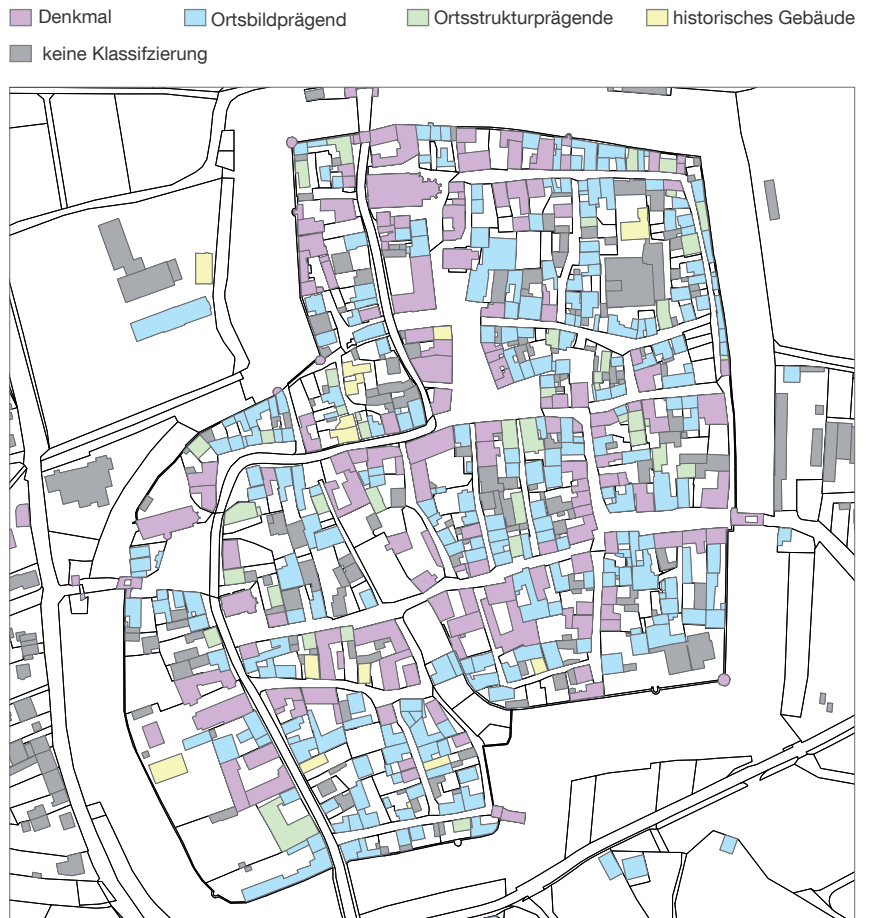 Denkmal
Ortsbildprägend
Ortsstrukturprägende
historisches Gebäude
keine Klassifzierung